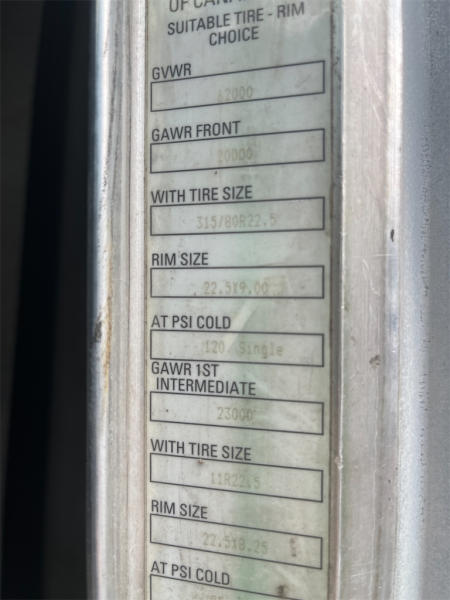 SUITABLE TIRE - RIM
CHOICE
GVWR
GAWR FRONT
20000
WITH TIRE SIZE
315/80R22.5
RIM SIZE
22.5X9.00
AT PSI COLD
120 Single
GAWR 1ST
INTERMEDIATE
23000
WITH TIRE SIZE
11R22.5
RIM SIZE
22.5X8.25
AT PSI COLD